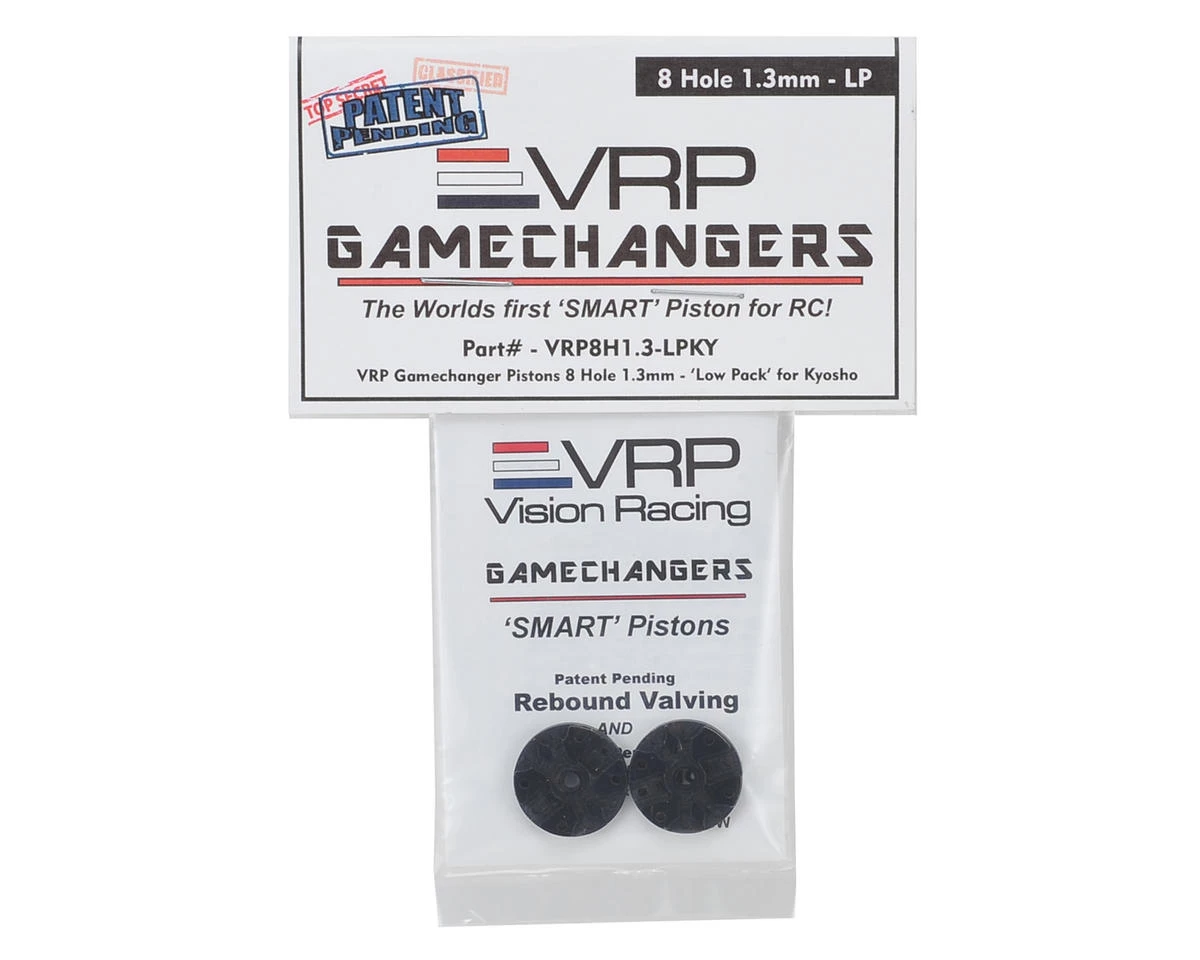 TOP SECRET
CLASSIFIER
PATENT
PENDING
8 Hole 1.3mm - LP
VRP
GAMECHANGERS
The Worlds first ‘SMART’ Piston for RC!
Part# - VRP8H1.3-LPKY
VRP Gamechanger Pistons 8 Hole 1.3mm - ‘Low Pack’ for Kyosho
VRP
Vision Racing
GAMECHANGERS
‘SMART’ Pistons
Patent Pending
Rebound Valving
AND